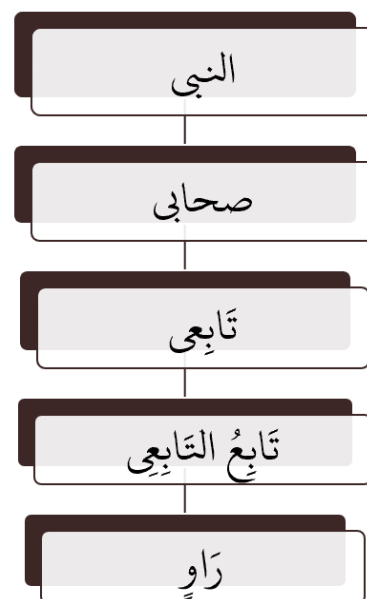 النبى
صحابى
تَابِعى
تَابِعُ التَابِعِى
رَاوٍ